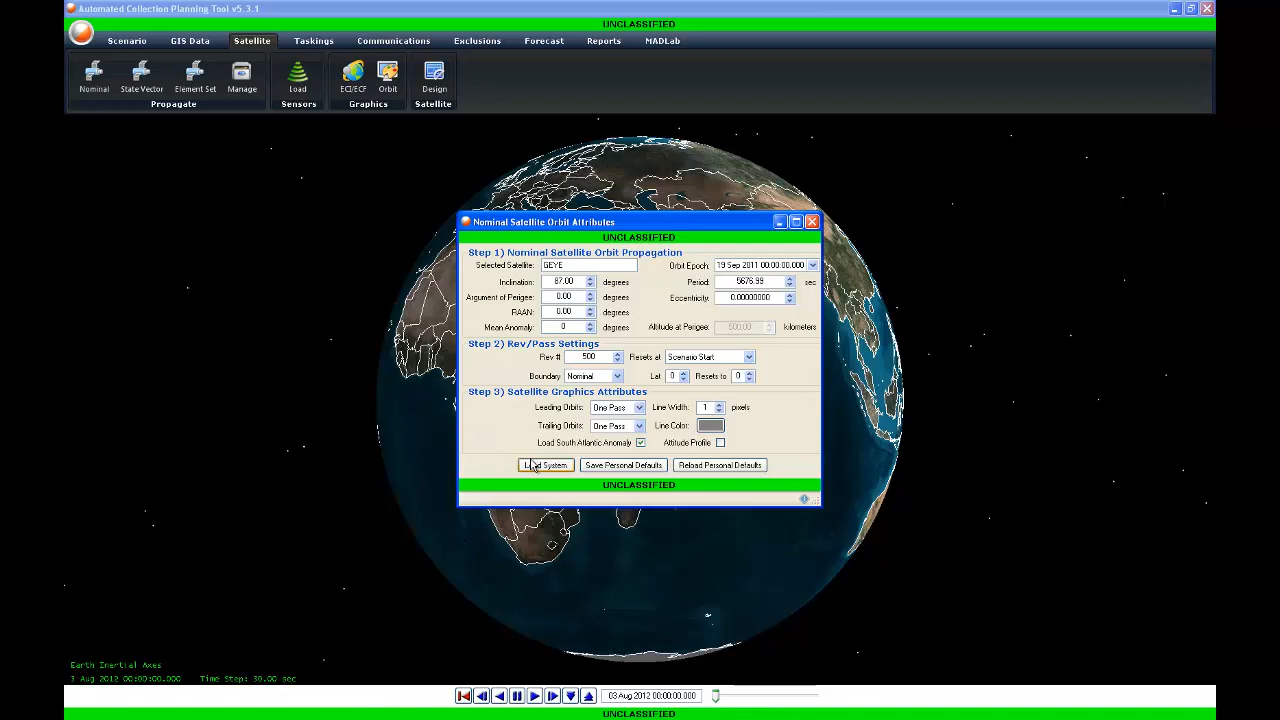 Automated Collection Planning Tool v5.3.1
UNCLASSIFIED
Scenario GIS Data Satellite Taskings Communications Exclusions Forecast Reports MADLab
Nominal State Vector Element Set Manage Load ECI/ECF Orbit Design
Propagate Sensors Graphics Satellite
Nominal Satellite Orbit Attributes
UNCLASSIFIED
Step 1) Nominal Satellite Orbit Propagation
Selected Satellite: GEYE Orbit Epoch: 19 Sep 2011 00:00:00.000
Inclination: 87.00 degrees Period: 5676.99 sec
Argument of Perigee: 0.00 degrees Eccentricity: 0.00000000
RAAN: 0.00 degrees
Mean Anomaly: 0 degrees Altitude at Perigee: 500.00 kilometers
Step 2) Rev/Pass Settings
Rev # 500 Resets at Scenario Start
Boundary Nominal Lat 0 Resets to 0
Step 3) Satellite Graphics Attributes
Leading Orbits: One Pass Line Width: 1 pixels
Trailing Orbits: One Pass Line Color:
Load South Atlantic Anomaly Attitude Profile
Load System Save Personal Defaults Reload Personal Defaults
UNCLASSIFIED
Earth Inertial Axes
3 Aug 2012 00:00:00.000 Time Step: 30.00 sec
03 Aug 2012 00:00:00.000
UNCLASSIFIED